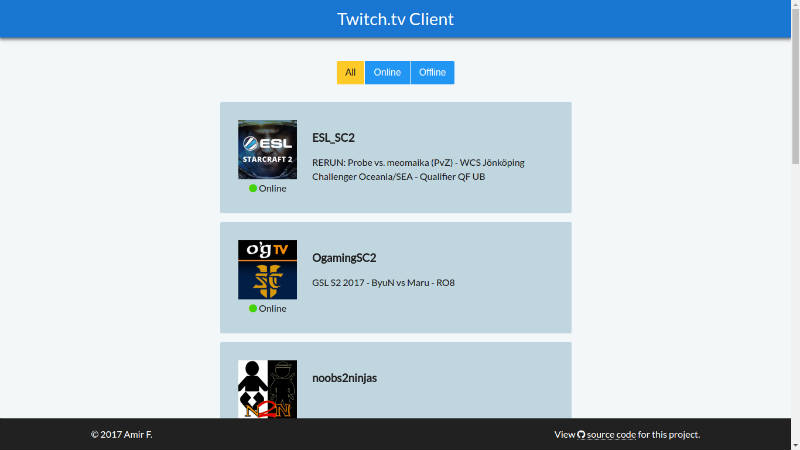 Twitch.tv Client
All Online Offline
ESL
STARCRAFT 2
Online
ESL_SC2
RERUN: Probe vs. meomaika (PvZ) - WCS Jönköping
Challenger Oceania/SEA - Qualifier QF UB
O'G TV
Online
OgamingSC2
GSL S2 2017 - ByuN vs Maru - RO8
N2N
noobs2ninjas
© 2017 Amir F.
View source code for this project.